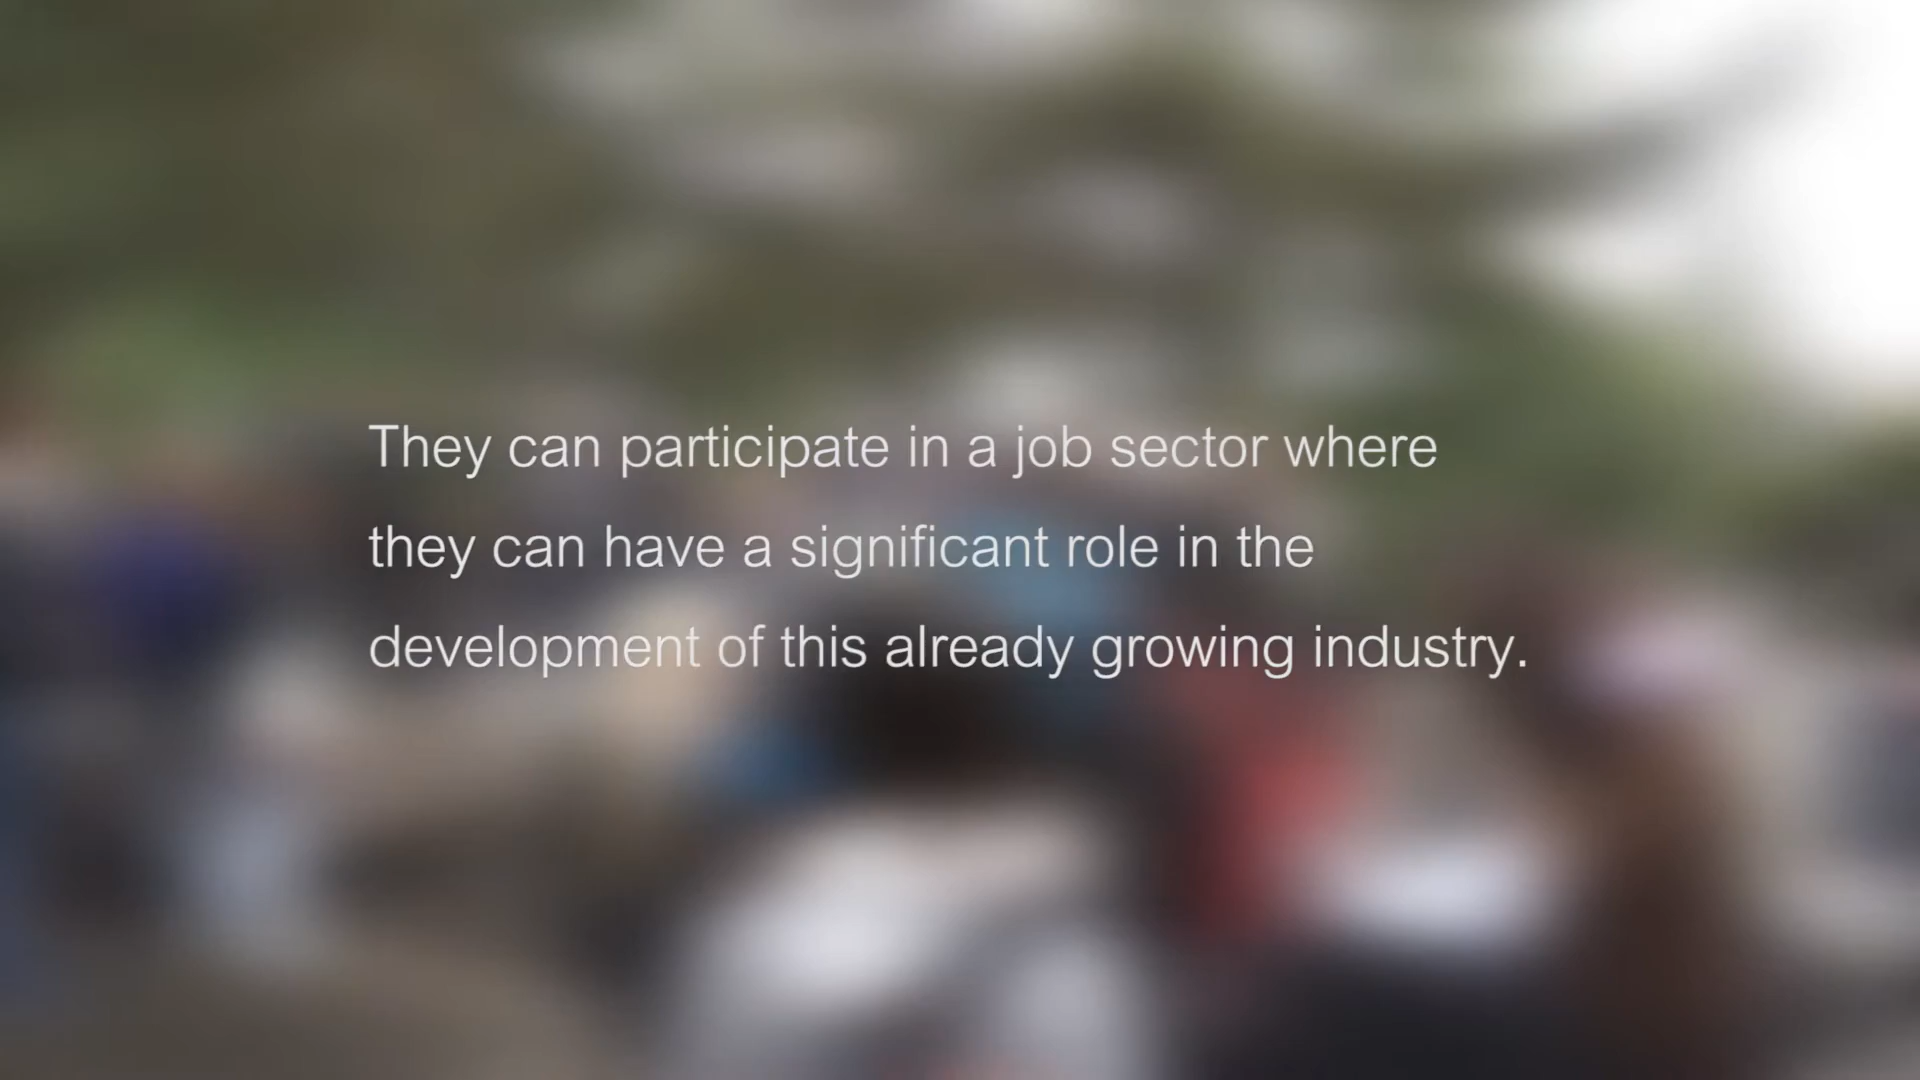 They can participate in a job sector where
they can have a significant role in the
development of this already growing industry.